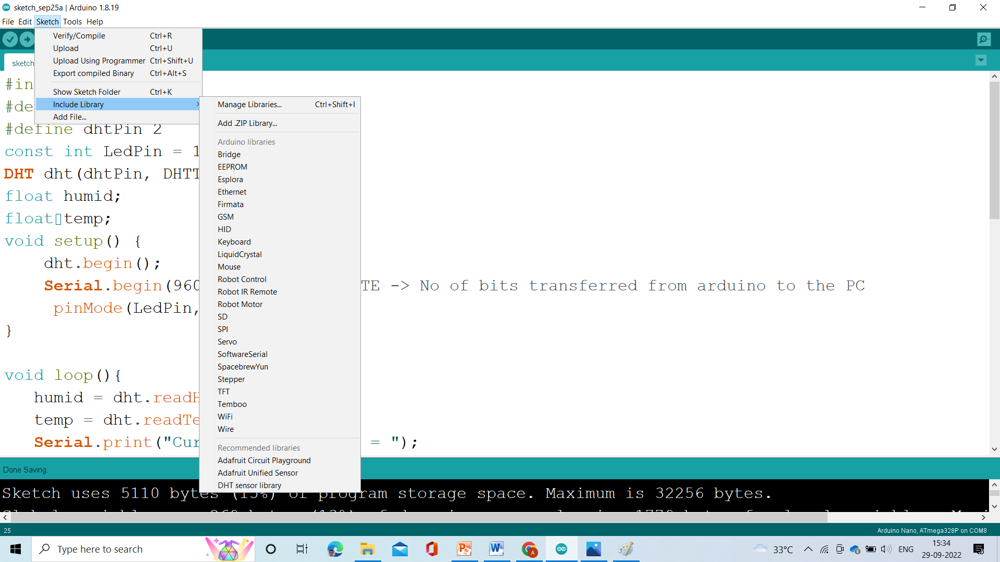 sketch_sep25a | Arduino 1.8.19
File Edit Sketch Tools Help
Verify/Compile Ctrl+R
Upload Ctrl+U
Upload Using Programmer Ctrl+Shift+U
Export compiled Binary Ctrl+Alt+S
Show Sketch Folder Ctrl+K
Include Library
Add File...
Manage Libraries... Ctrl+Shift+I
Add .ZIP Library...
Arduino libraries
Bridge
EEPROM
Esplora
Ethernet
Firmata
GSM
HID
Keyboard
LiquidCrystal
Mouse
Robot Control
Robot IR Remote
Robot Motor
SD
SPI
Servo
SoftwareSerial
SpacebrewYun
Stepper
TFT
Temboo
WiFi
Wire
Recommended libraries
Adafruit Circuit Playground
Adafruit Unified Sensor
DHT sensor library
sketch
#in
#de
#define dhtPin 2
const int LedPin = 1
DHT dht(dhtPin, DHTT
float humid;
float▯temp;
void setup() {
dht.begin();
Serial.begin(960 TE -> No of bits transferred from arduino to the PC
pinMode(LedPin,
}
void loop(){
humid = dht.readH
temp = dht.readTe
Serial.print("Cur = ");
Done Saving.
Sketch uses 5110 bytes (15%) of program storage space. Maximum is 32256 bytes.
25
Arduino Nano, ATmega328P on COM8
Type here to search
33°C
ENG
15:34
29-09-2022